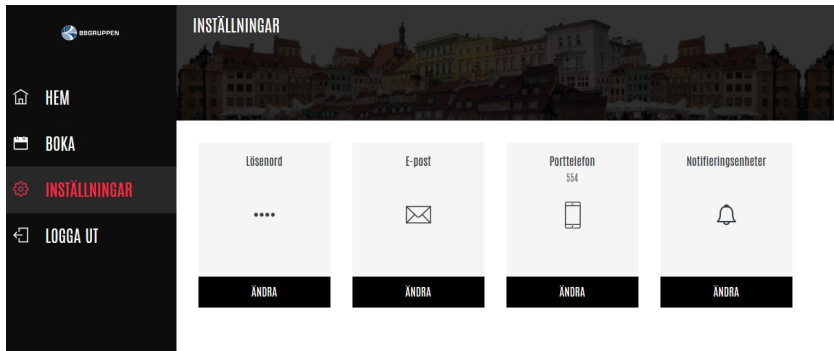 BBGRUPPEN
HEM
BOKA
INSTÄLLNINGAR
LOGGA UT
INSTÄLLNINGAR
Lösenord
ÄNDRA
E-post
ÄNDRA
Porttelefon
554
ÄNDRA
Notifieringsenheter
ÄNDRA